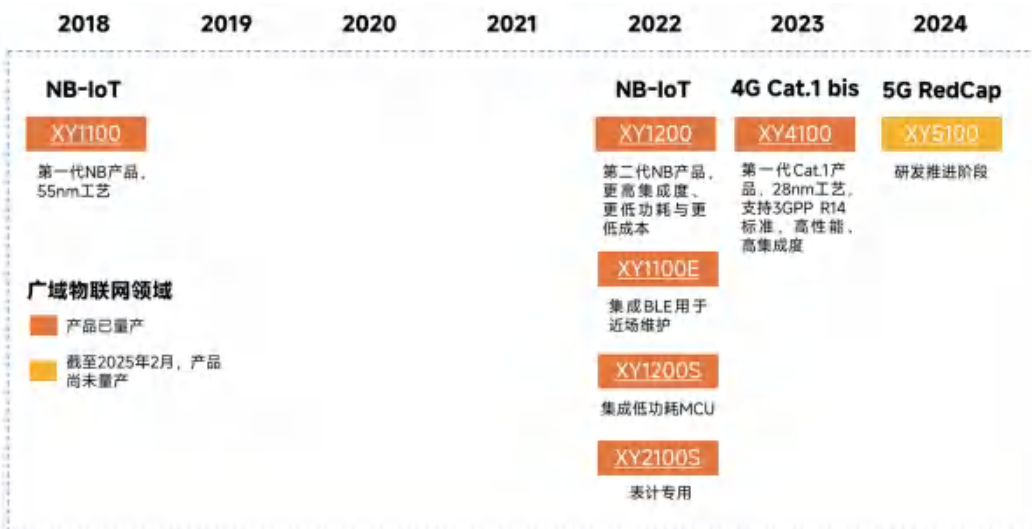 2018 2019 2020 2021 2022 2023 2024
NB-IoT
XY1100
第一代NB产品，
55nm工艺
NB-IoT
XY1200
第二代NB产品，
更高集成度、
更低功耗与更
低成本
XY1100E
集成BLE用于
近场维护
XY1200S
集成低功耗MCU
XY2100S
表计专用
4G Cat.1 bis
XY4100
第一代Cat.1产
品，28nm工艺，
支持3GPP R14
标准，高性能、
高集成度
5G RedCap
XY5100
研发推进阶段
广域物联网领域
产品已量产
截至2025年2月，产品
尚未量产